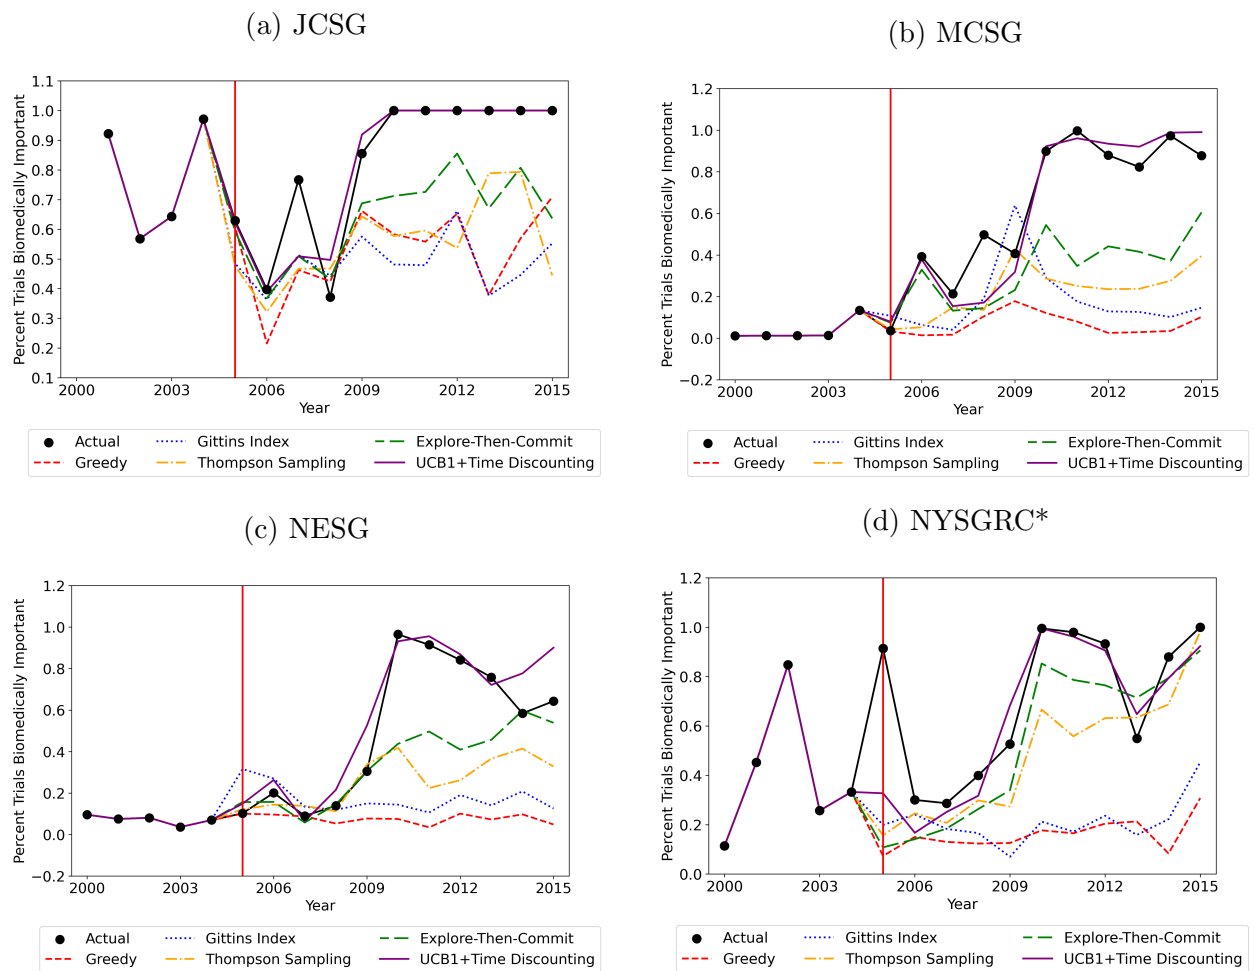 (a) JCSG
Percent Trials Biomedically Important
1.1
1.0
0.9
0.8
0.7
0.6
0.5
0.4
0.3
0.2
0.1
2000 2003 2006 2009 2012 2015
Year
Actual Gittins Index Explore-Then-Commit
Greedy Thompson Sampling UCB1+Time Discounting
(b) MCSG
Percent Trials Biomedically Important
1.2
1.0
0.8
0.6
0.4
0.2
0.0
−0.2
2000 2003 2006 2009 2012 2015
Year
Actual Gittins Index Explore-Then-Commit
Greedy Thompson Sampling UCB1+Time Discounting
(c) NESG
Percent Trials Biomedically Important
1.2
1.0
0.8
0.6
0.4
0.2
0.0
−0.2
2000 2003 2006 2009 2012 2015
Year
Actual Gittins Index Explore-Then-Commit
Greedy Thompson Sampling UCB1+Time Discounting
(d) NYSGRC*
Percent Trials Biomedically Important
1.2
1.0
0.8
0.6
0.4
0.2
0.0
2000 2003 2006 2009 2012 2015
Year
Actual Gittins Index Explore-Then-Commit
Greedy Thompson Sampling UCB1+Time Discounting